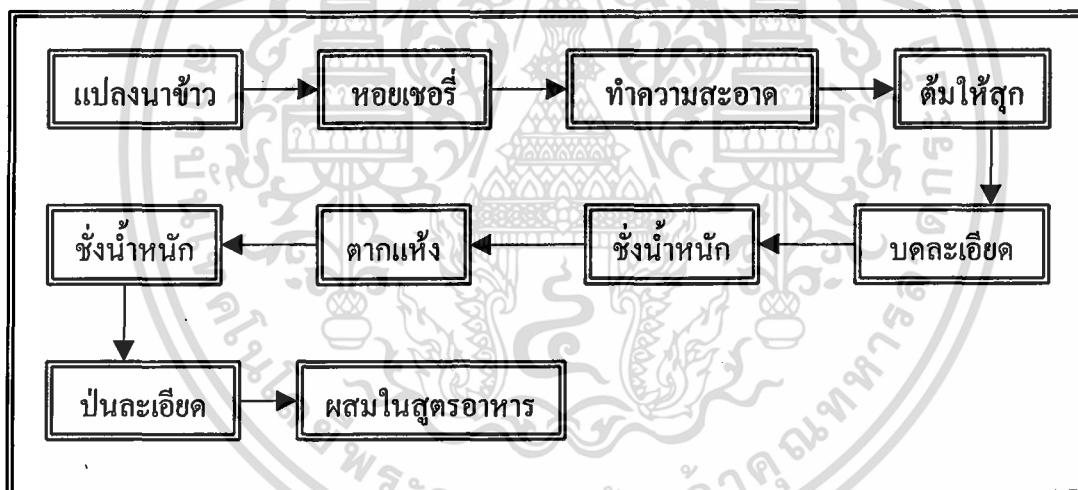 แปลงนาข้าว
หอยเชอรี่
ทำความสะอาด
ต้มให้สุก
บดละเอียด
ชั่งน้ำหนัก
ตากแห้ง
ชั่งน้ำหนัก
ป่นละเอียด
ผสมในสูตรอาหาร